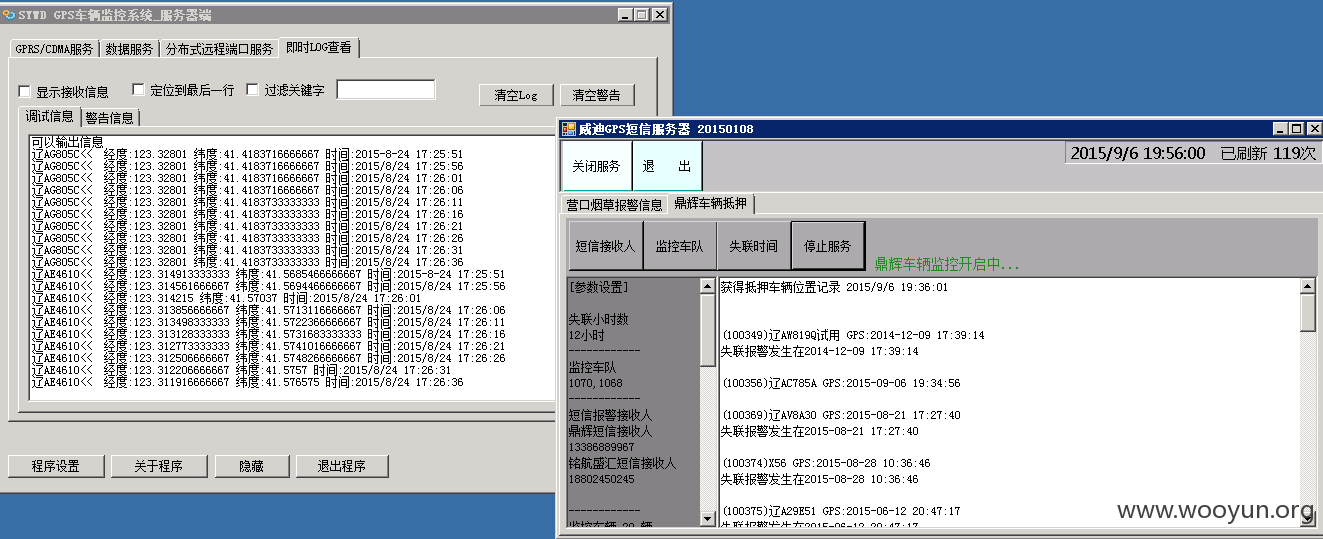 SYWD GPS车辆监控系统_服务器端
GPRS/CDMA服务 数据服务 分布式远程端口服务 即时LOG查看
显示接收信息 定位到最后一行 过滤关键字 清空Log 清空警告
调试信息 警告信息
可以输出信息
辽AG805C<< 经度:123.32801 纬度:41.4183716666667 时间:2015-8-24 17:25:51
辽AG805C<< 经度:123.32801 纬度:41.4183716666667 时间:2015/8/24 17:25:56
辽AG805C<< 经度:123.32801 纬度:41.4183716666667 时间:2015/8/24 17:26:01
辽AG805C<< 经度:123.32801 纬度:41.4183716666667 时间:2015/8/24 17:26:06
辽AG805C<< 经度:123.32801 纬度:41.4183733333333 时间:2015/8/24 17:26:11
辽AG805C<< 经度:123.32801 纬度:41.4183733333333 时间:2015/8/24 17:26:16
辽AG805C<< 经度:123.32801 纬度:41.4183733333333 时间:2015/8/24 17:26:21
辽AG805C<< 经度:123.32801 纬度:41.4183733333333 时间:2015/8/24 17:26:26
辽AG805C<< 经度:123.32801 纬度:41.4183733333333 时间:2015/8/24 17:26:31
辽AG805C<< 经度:123.32801 纬度:41.4183733333333 时间:2015/8/24 17:26:36
辽AE4610<< 经度:123.314913333333 纬度:41.5685466666667 时间:2015-8-24 17:25:51
辽AE4610<< 经度:123.314561666667 纬度:41.5694466666667 时间:2015/8/24 17:25:56
辽AE4610<< 经度:123.314215 纬度:41.57037 时间:2015/8/24 17:26:01
辽AE4610<< 经度:123.313856666667 纬度:41.5713116666667 时间:2015/8/24 17:26:06
辽AE4610<< 经度:123.313498333333 纬度:41.5722366666667 时间:2015/8/24 17:26:11
辽AE4610<< 经度:123.313128333333 纬度:41.5731683333333 时间:2015/8/24 17:26:16
辽AE4610<< 经度:123.312773333333 纬度:41.5741016666667 时间:2015/8/24 17:26:21
辽AE4610<< 经度:123.312506666667 纬度:41.5748266666667 时间:2015/8/24 17:26:26
辽AE4610<< 经度:123.312206666667 纬度:41.5757 时间:2015/8/24 17:26:31
辽AE4610<< 经度:123.311916666667 纬度:41.576575 时间:2015/8/24 17:26:36
程序设置 关于程序 隐藏 退出程序
威迪GPS短信服务器 20150108
关闭服务 退 出 2015/9/6 19:56:00 已刷新 119次
营口烟草报警信息 鼎辉车辆抵押
短信接收人 监控车队 失联时间 停止服务 鼎辉车辆监控开启中...
[参数设置]
失联小时数
12小时
------------
监控车队
1070,1068
------------
短信报警接收人
鼎辉短信接收人
13386889967
铭航盛汇短信接收人
18802450245
------------
监控车辆 20 辆
获得抵押车辆位置记录 2015/9/6 19:36:01
(100349)辽AW819Q试用 GPS:2014-12-09 17:39:14
失联报警发生在2014-12-09 17:39:14
(100356)辽AC785A GPS:2015-09-06 19:34:56
(100369)辽AV8A30 GPS:2015-08-21 17:27:40
失联报警发生在2015-08-21 17:27:40
(100374)X56 GPS:2015-08-28 10:36:46
失联报警发生在2015-08-28 10:36:46
(100375)辽A29E51 GPS:2015-06-12 20:47:17
失联报警发生在2015-06-12 20:47:17
www.wooyun.org